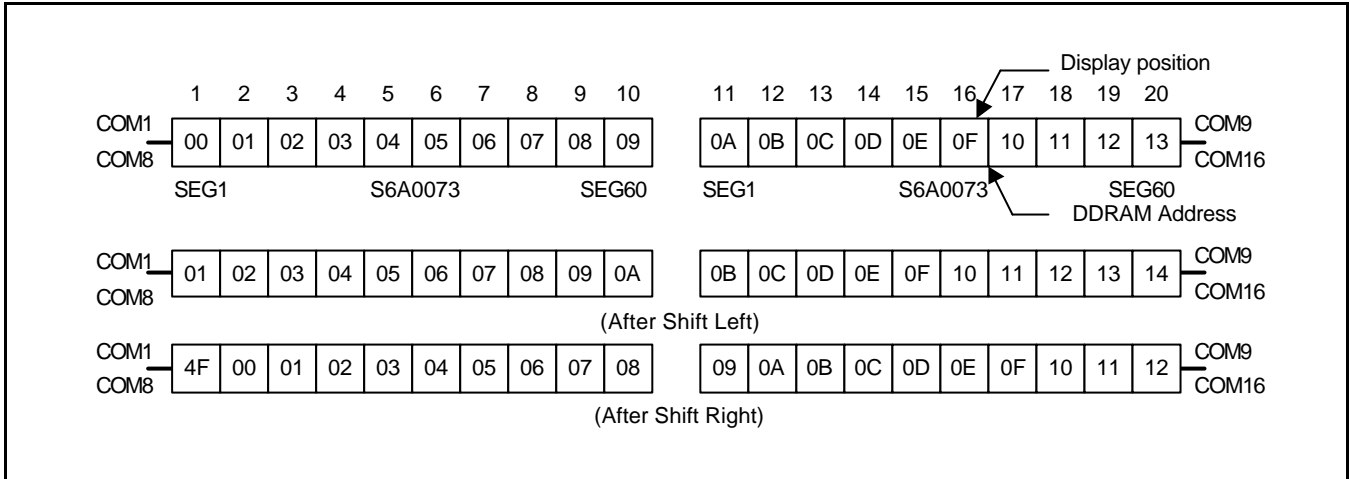 Display position
1 2 3 4 5 6 7 8 9 10 11 12 13 14 15 16 17 18 19 20
COM1 COM9
00 01 02 03 04 05 06 07 08 09 0A 0B 0C 0D 0E 0F 10 11 12 13
COM8 COM16
SEG1 S6A0073 SEG60 SEG1 S6A0073 SEG60
DDRAM Address
COM1 COM9
01 02 03 04 05 06 07 08 09 0A 0B 0C 0D 0E 0F 10 11 12 13 14
COM8 COM16
(After Shift Left)
COM1 COM9
4F 00 01 02 03 04 05 06 07 08 09 0A 0B 0C 0D 0E 0F 10 11 12
COM8 COM16
(After Shift Right)